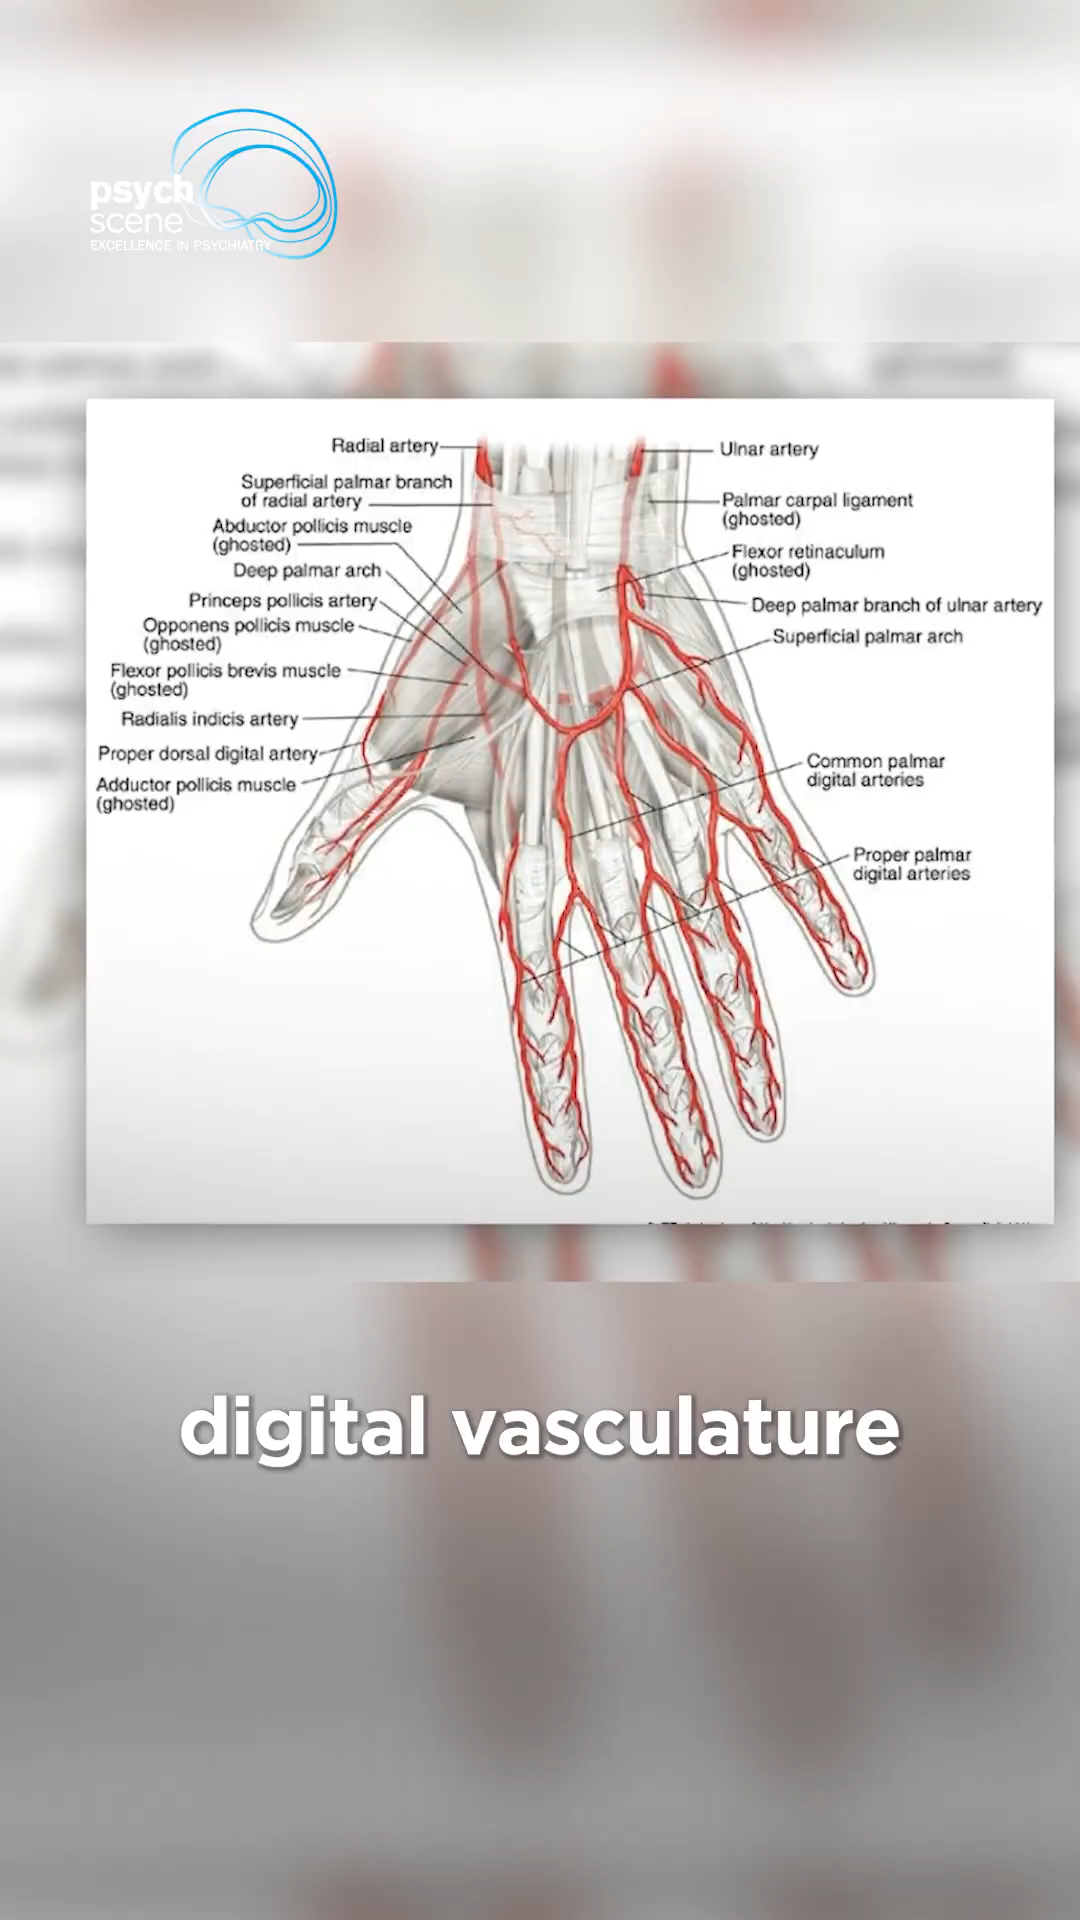 psych
scene
EXCELLENCE IN PSYCHIATRY
Radial artery
Superficial palmar branch
of radial artery
Abductor pollicis muscle
(ghosted)
Deep palmar arch
Princeps pollicis artery
Opponens pollicis muscle
(ghosted)
Flexor pollicis brevis muscle
(ghosted)
Radialis indicis artery
Proper dorsal digital artery
Adductor pollicis muscle
(ghosted)
Ulnar artery
Palmar carpal ligament
(ghosted)
Flexor retinaculum
(ghosted)
Deep palmar branch of ulnar artery
Superficial palmar arch
Common palmar
digital arteries
Proper palmar
digital arteries
digital vasculature